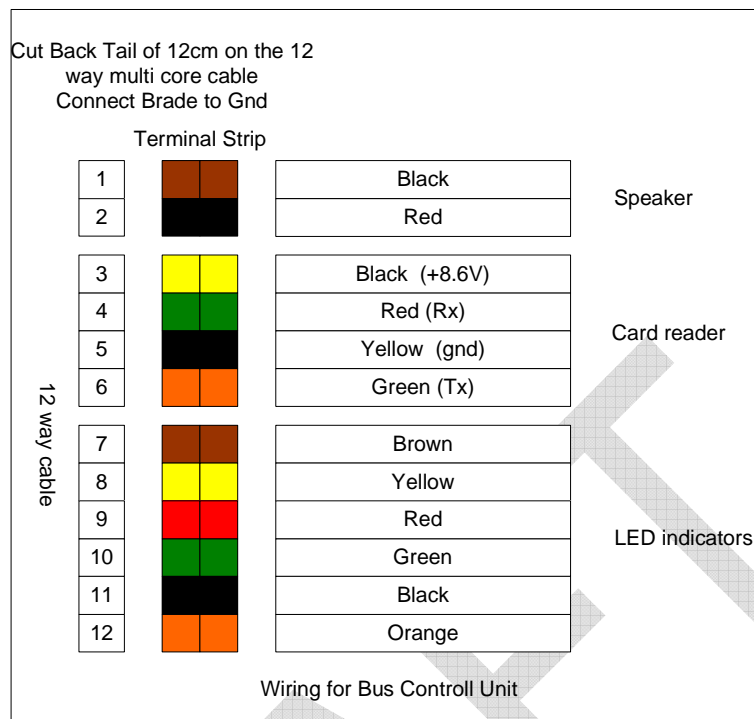 Cut Back Tail of 12cm on the 12
way multi core cable
Connect Brade to Gnd
Terminal Strip
1 Black
2 Red
Speaker
3 Black (+8.6V)
4 Red (Rx)
5 Yellow (gnd)
6 Green (Tx)
Card reader
12 way cable
7 Brown
8 Yellow
9 Red
10 Green
11 Black
12 Orange
LED indicators
Wiring for Bus Controll Unit